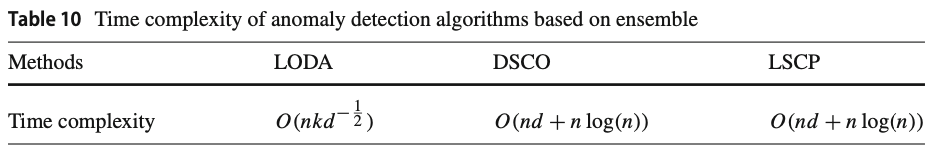 Table 10 Time complexity of anomaly detection algorithms based on ensemble
Methods LODA DSCO LSCP
Time complexity O(nkd^{-\frac{1}{2}}) O(nd + n log(n)) O(nd + n log(n))